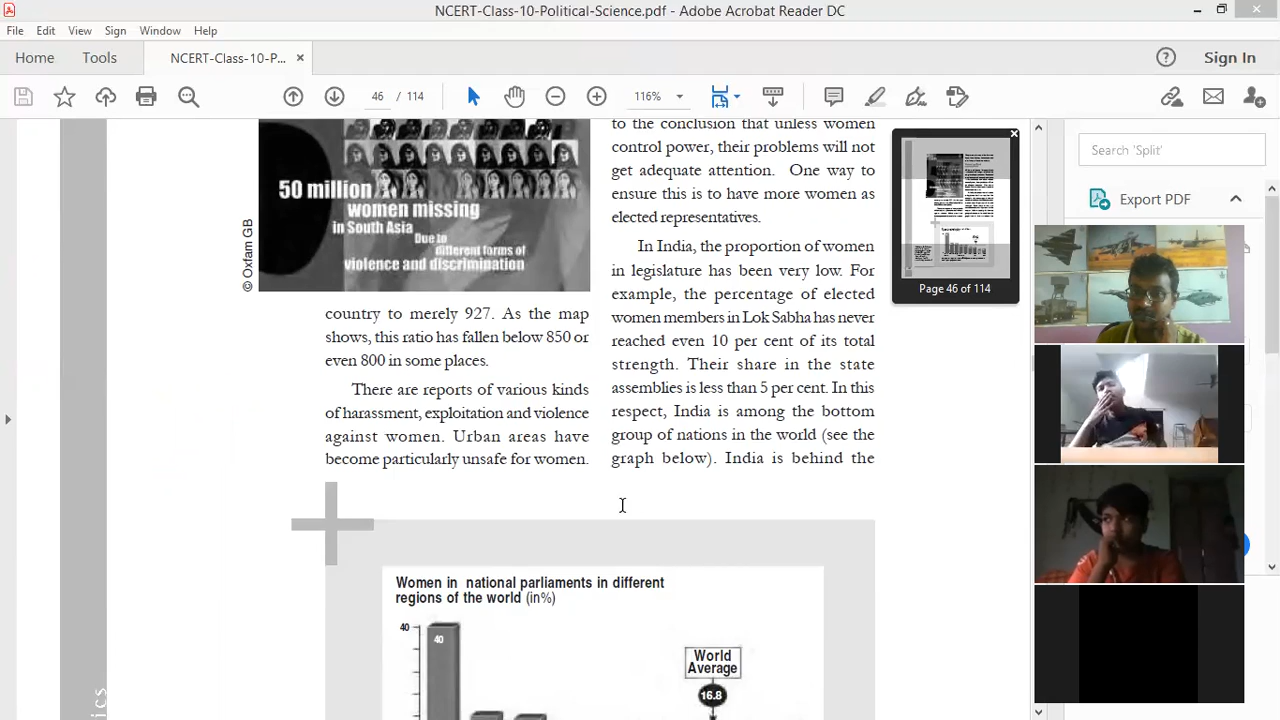 NCERT-Class-10-Political-Science.pdf - Adobe Acrobat Reader DC
File Edit View Sign Window Help
Home Tools NCERT-Class-10-P... × Sign In
46 / 114 116%
50 million
women missing
in South Asia
Due to
different forms of
violence and discrimination
© Oxfam GB
country to merely 927. As the map
shows, this ratio has fallen below 850 or
even 800 in some places.
There are reports of various kinds
of harassment, exploitation and violence
against women. Urban areas have
become particularly unsafe for women.
to the conclusion that unless women
control power, their problems will not
get adequate attention. One way to
ensure this is to have more women as
elected representatives.
In India, the proportion of women
in legislature has been very low. For
example, the percentage of elected
women members in Lok Sabha has never
reached even 10 per cent of its total
strength. Their share in the state
assemblies is less than 5 per cent. In this
respect, India is among the bottom
group of nations in the world (see the
graph below). India is behind the
Women in national parliaments in different
regions of the world (in%)
40
40
World
Average
16.8
ics
Page 46 of 114
Search 'Split'
Export PDF